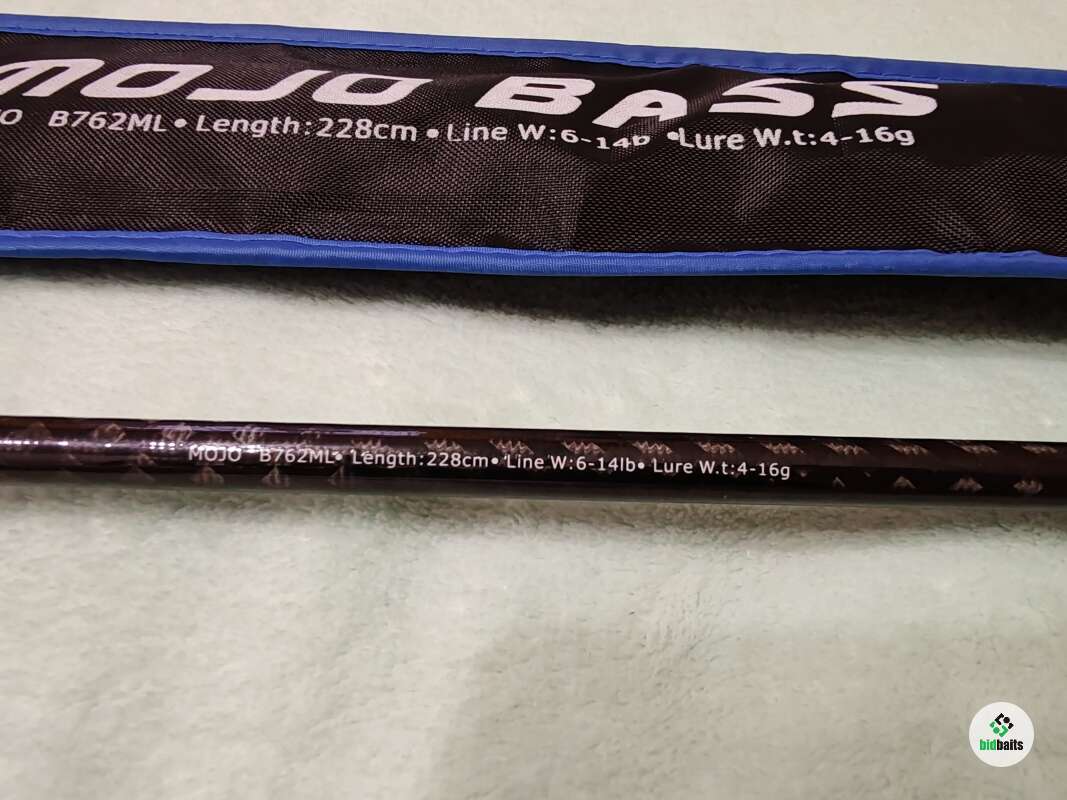 MOJO BASS
JO B762ML • Length:228cm • Line W:6-14lb • Lure W.t:4-16g
MOJO B762ML• Length:228cm• Line W:6-14lb• Lure W.t:4-16g
bidbaits